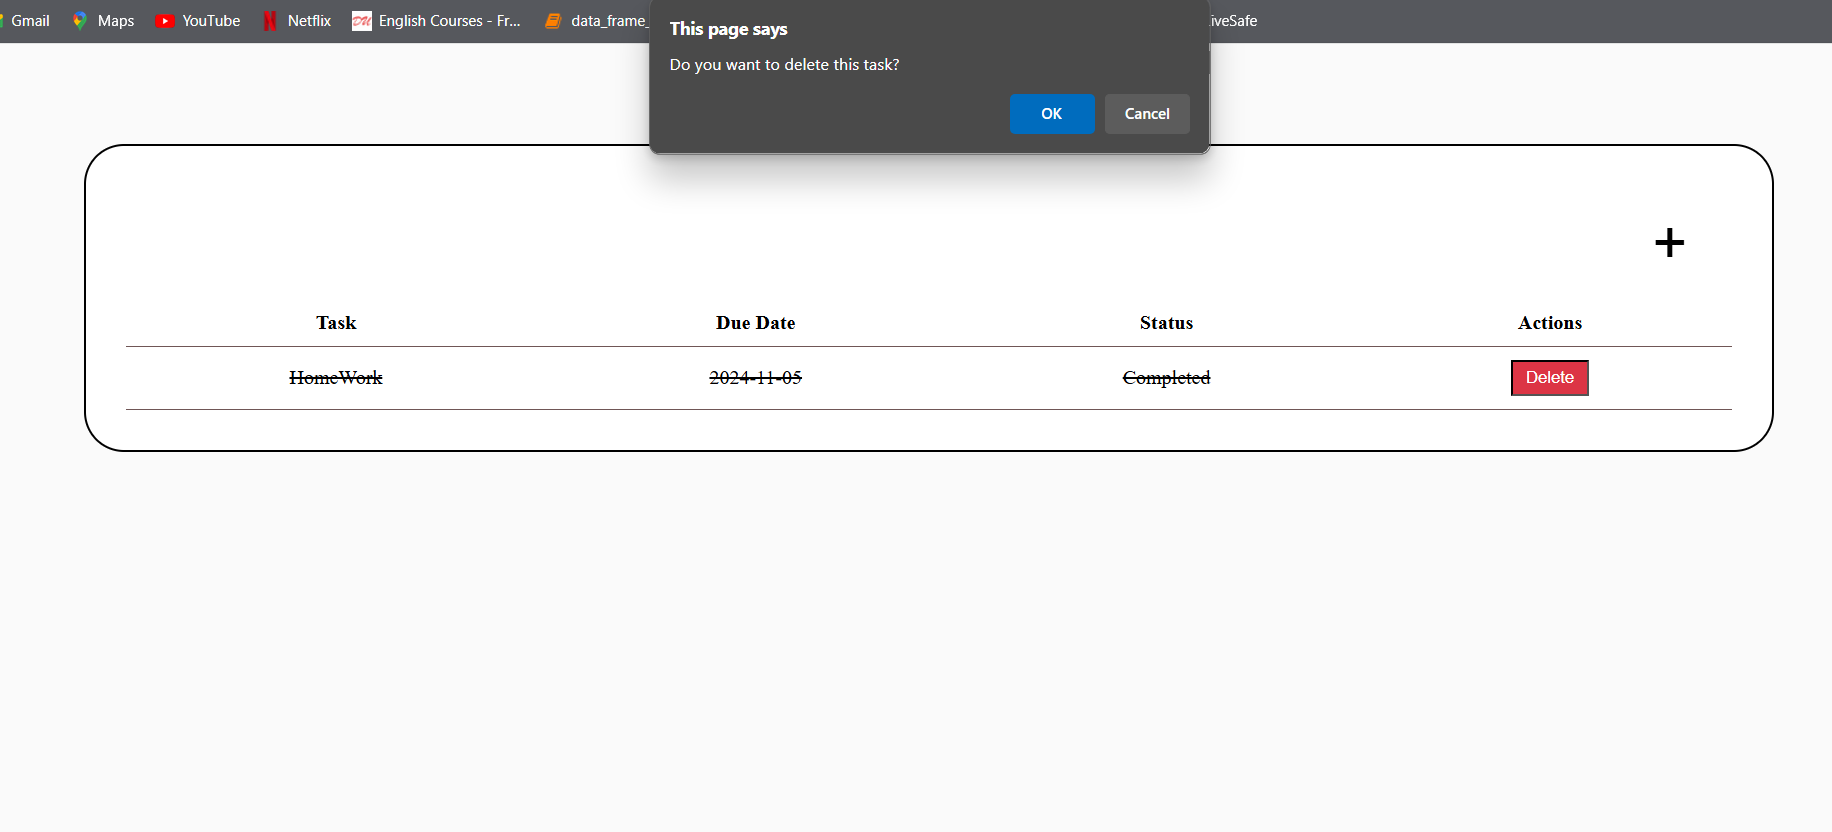 Gmail Maps YouTube Netflix English Courses - Fr... data_frame_ iveSafe
This page says
Do you want to delete this task?
OK Cancel
+
Task Due Date Status Actions
HomeWork 2024-11-05 Completed Delete